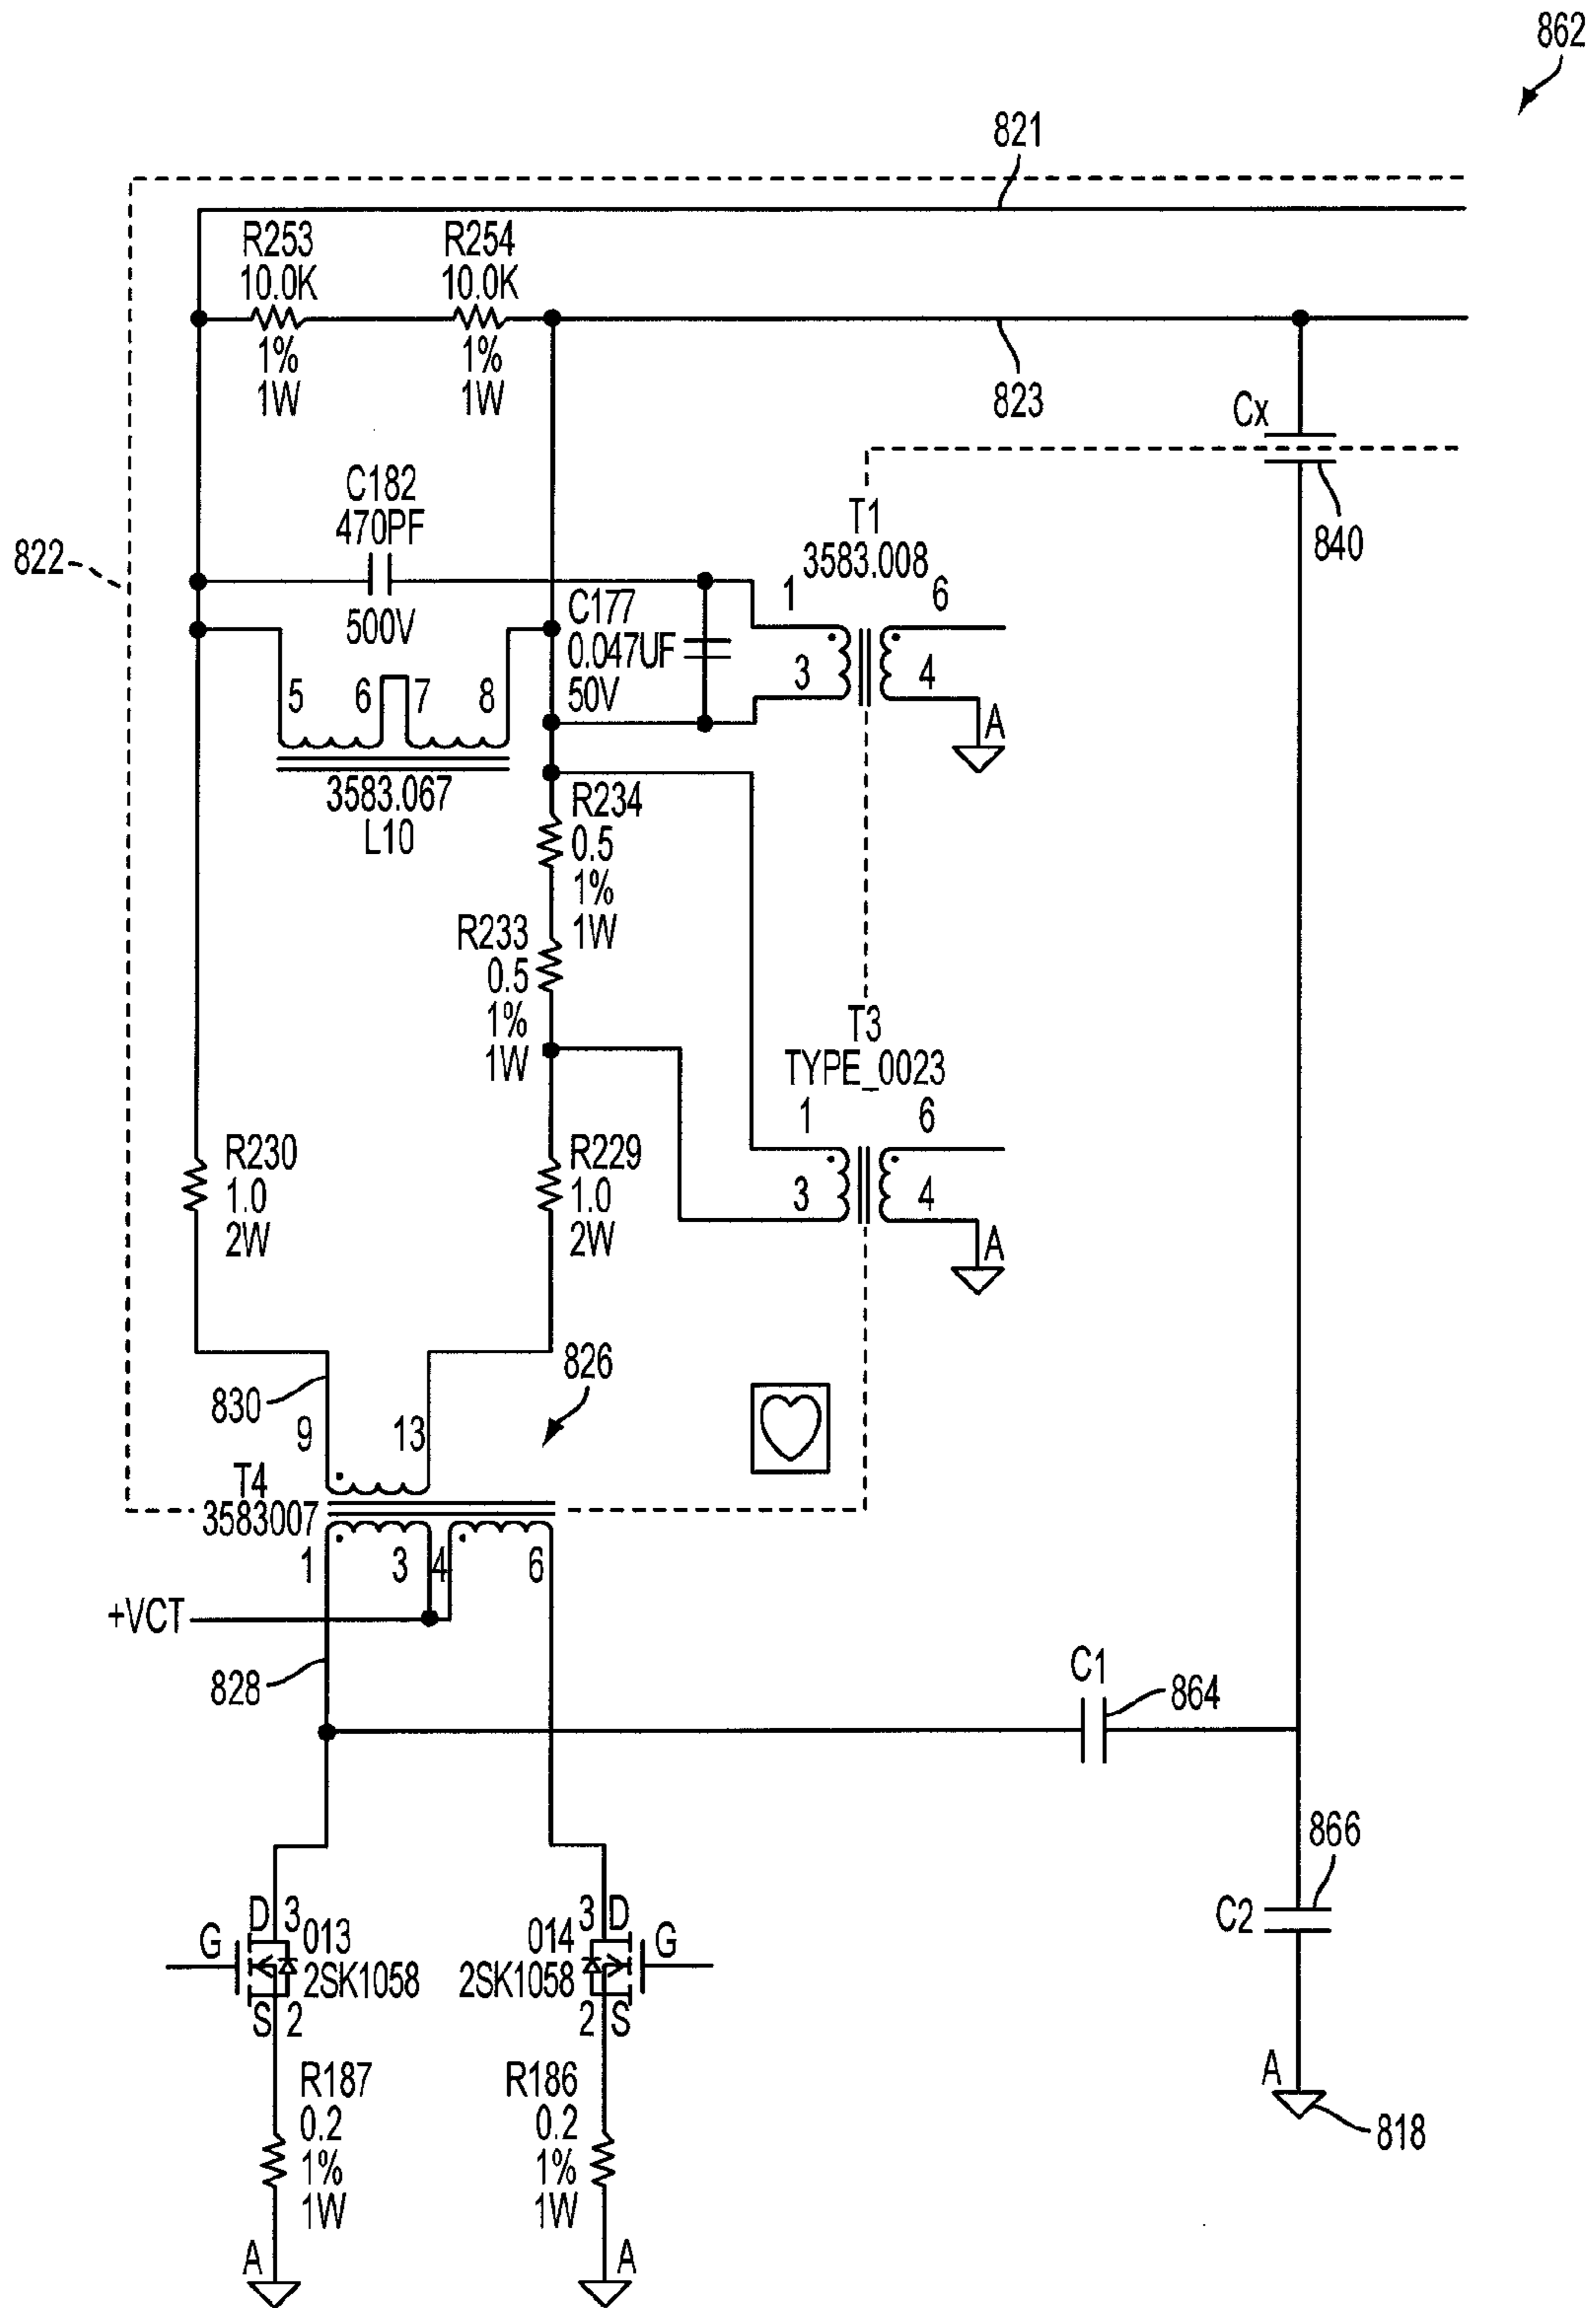 862
821
R253
10.0K
1%
1W
R254
10.0K
1%
1W
823
Cx
840
822
C182
470PF
500V
C177
0.047UF
50V
T1
3583.008
1
6
3
4
A
5
6
7
8
3583.067
L10
R234
0.5
1%
1W
R233
0.5
1%
1W
T3
TYPE_0023
1
6
3
4
A
R230
1.0
2W
R229
1.0
2W
826
830
9
13
T4
3583007
1
3
4
6
+VCT
828
C1
864
866
C2
A
818
G
D
3
013
2SK1058
S
2
3
D
014
G
2SK1058
2
S
R187
0.2
1%
1W
A
R186
0.2
1%
1W
A